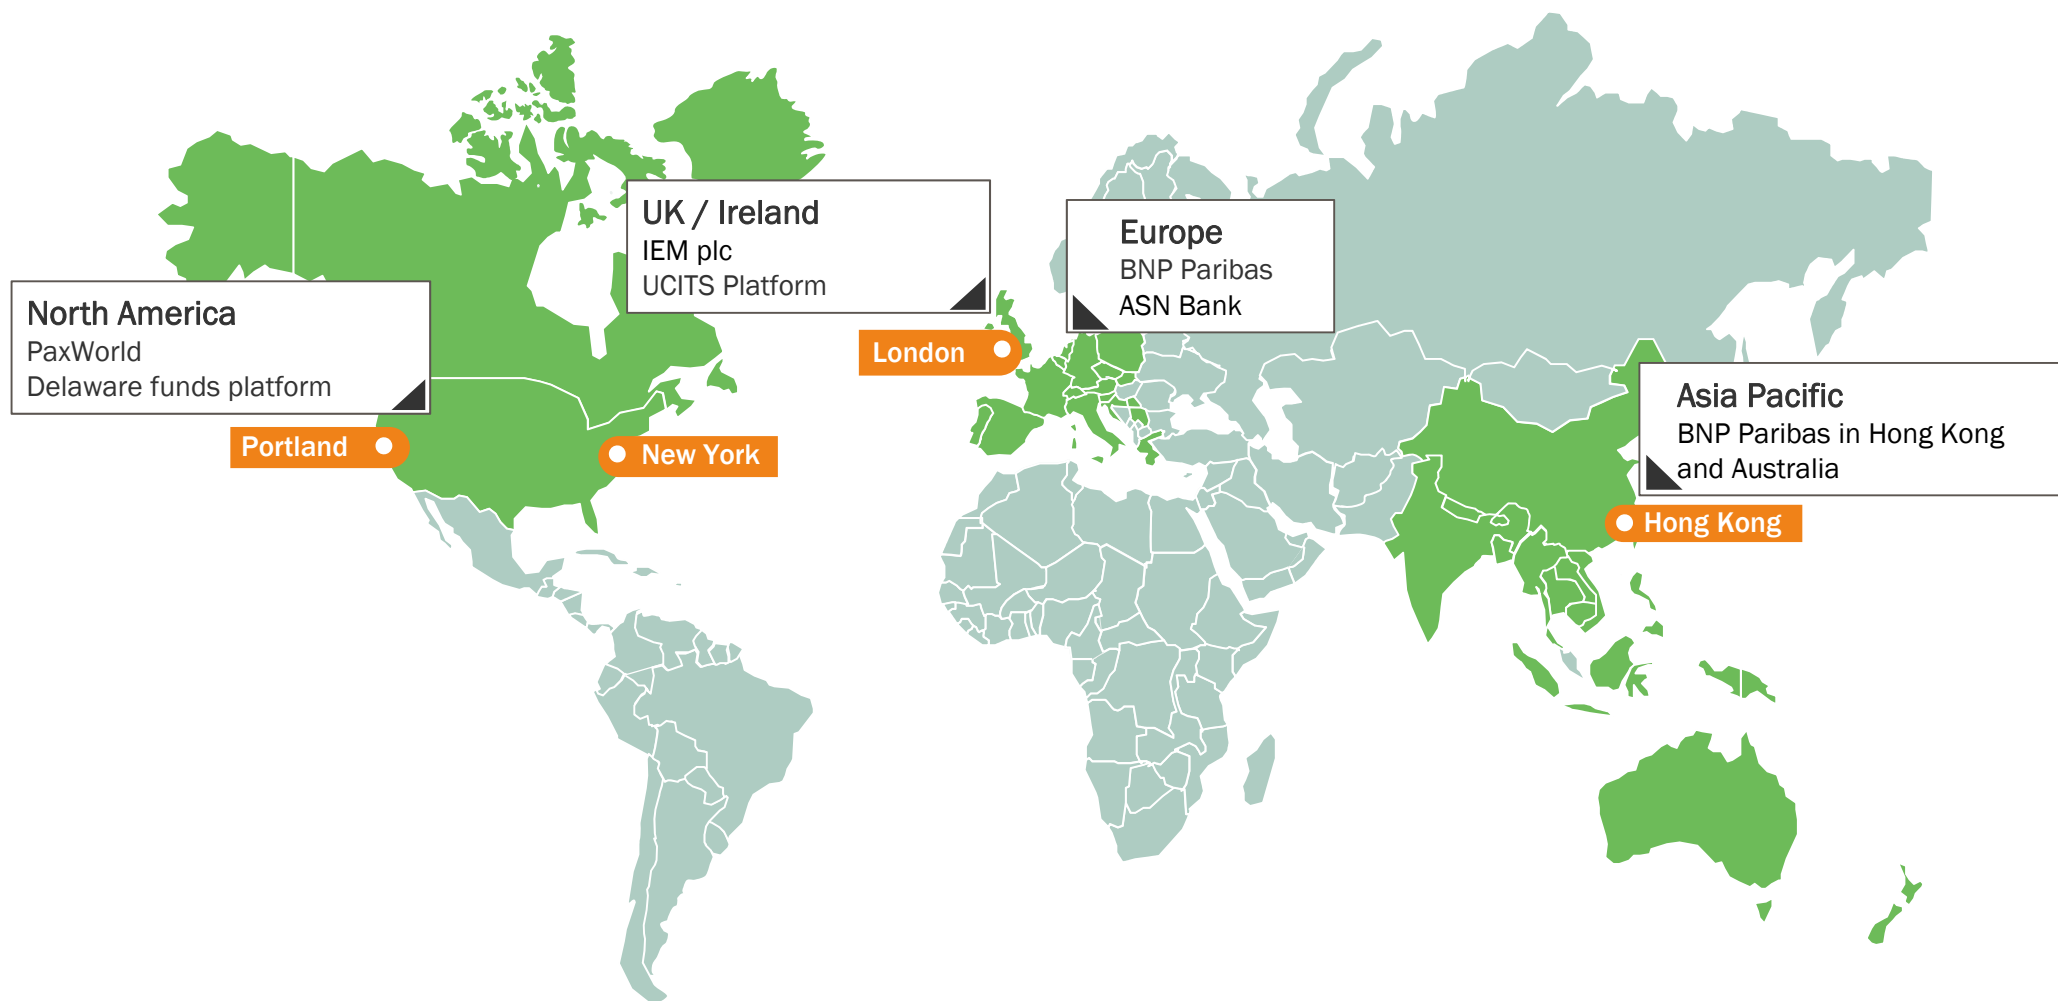 UK / Ireland
IEM plc
UCITS Platform
Europe
BNP Paribas
ASN Bank
North America
PaxWorld
Delaware funds platform
London
Asia Pacific
BNP Paribas in Hong Kong
and Australia
Portland
New York
Hong Kong